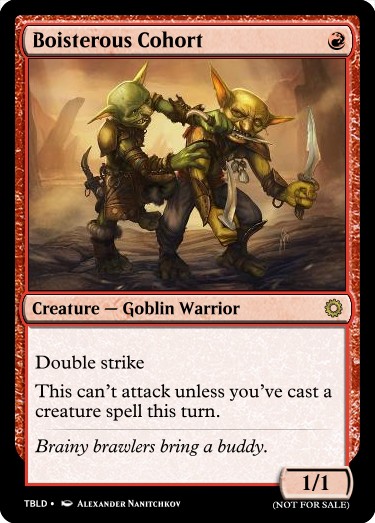 Boisterous Cohort
Creature — Goblin Warrior
Double strike
This can't attack unless you've cast a
creature spell this turn.
Brainy brawlers bring a buddy.
1/1
TBLD • Alexander Nanitchkov
(NOT FOR SALE)